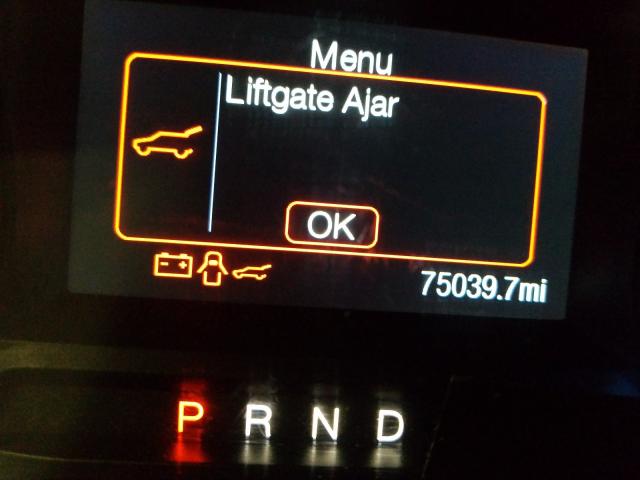 Menu
Liftgate Ajar
OK
75039.7mi
P R N D